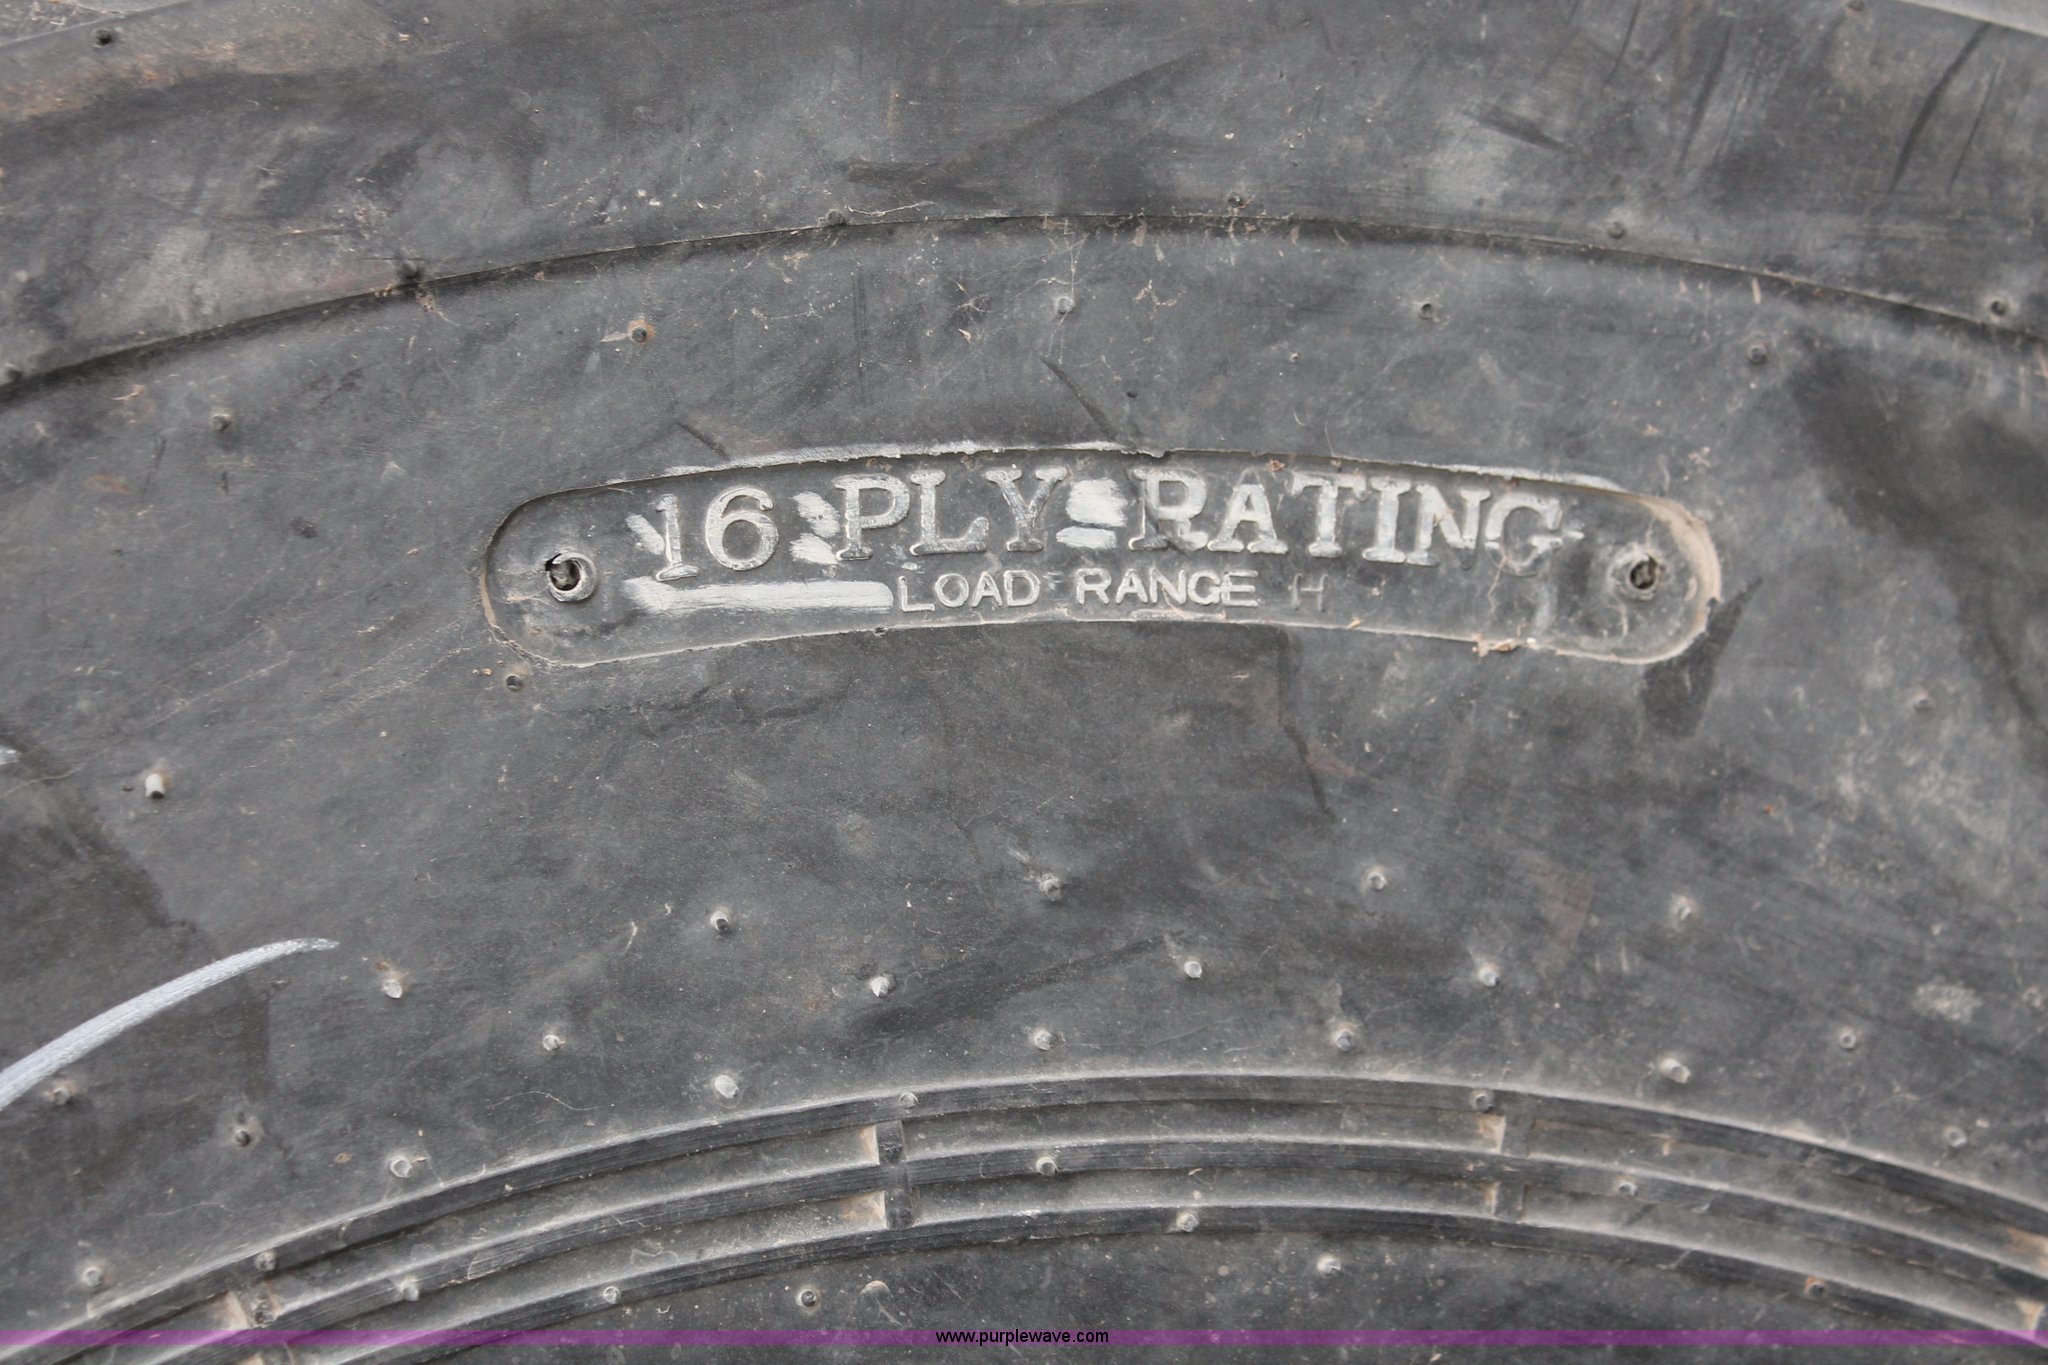 16 PLY RATING
LOAD RANGE H
www.purplewave.com